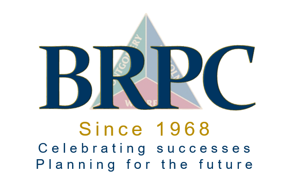 BRPC
Since 1968
Celebrating successes
Planning for the future